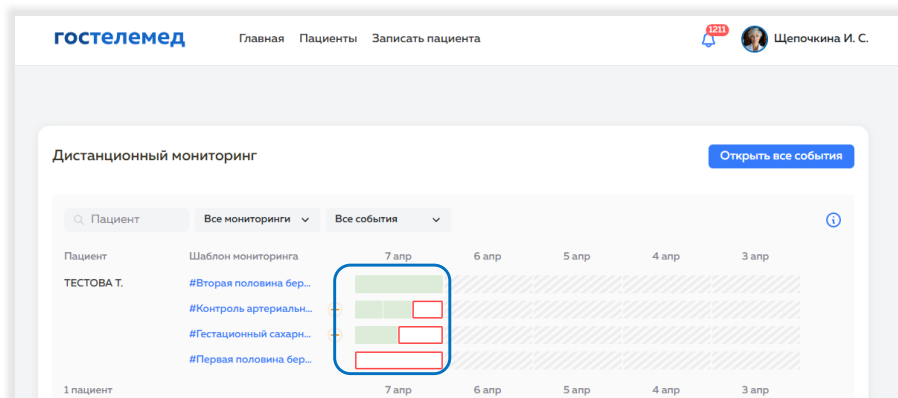 гостелемед Главная Пациенты Записать пациента 1211 Щепочкина И. С.
Дистанционный мониторинг Открыть все события
Пациент Все мониторинги Все события
Пациент Шаблон мониторинга 7 апр 6 апр 5 апр 4 апр 3 апр
ТЕСТОВА Т. #Вторая половина бер...
#Контроль артериальн...
#Гестационный сахарн...
#Первая половина бер...
1 пациент 7 апр 6 апр 5 апр 4 апр 3 апр